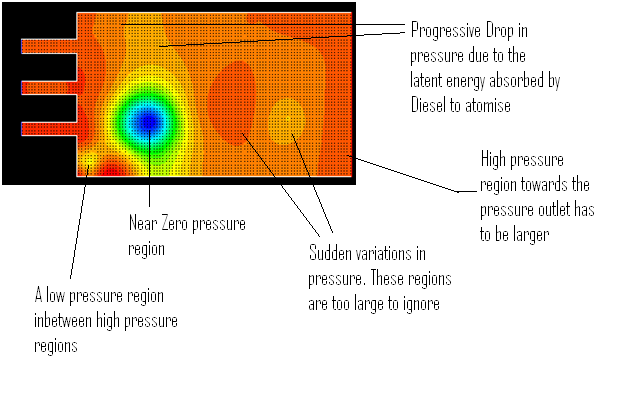 Progressive Drop in
pressure due to the
latent energy absorbed by
Diesel to atomise
High pressure
region towards the
pressure outlet has
to be larger
Near Zero pressure
region
Sudden variations in
pressure. These regions
are too large to ignore
A low pressure region
inbetween high pressure
regions